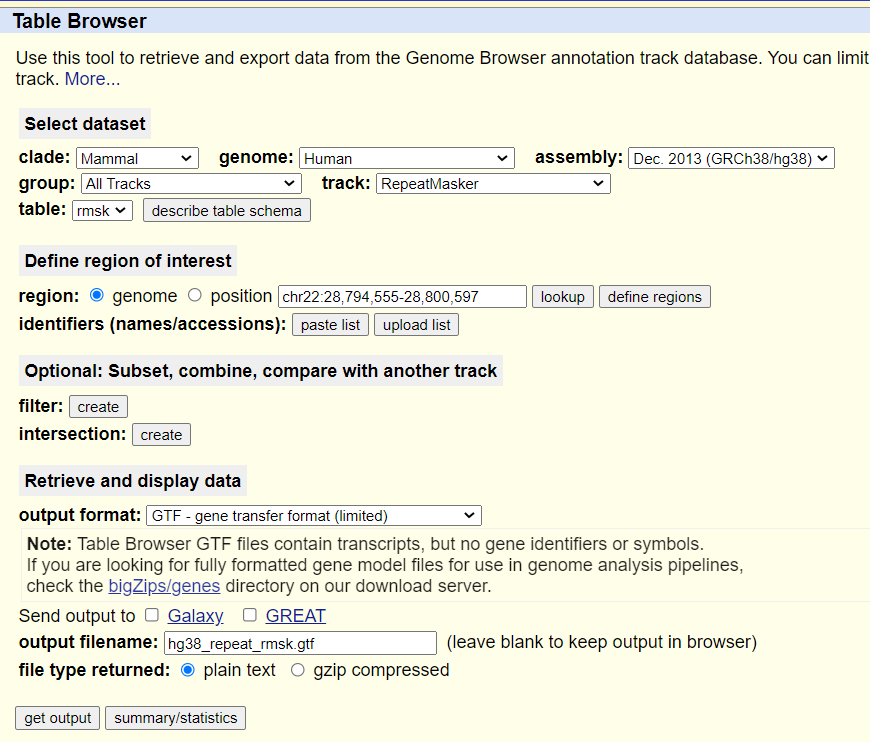 Table Browser
Use this tool to retrieve and export data from the Genome Browser annotation track database. You can limit
track. More...
Select dataset
clade: Mammal genome: Human assembly: Dec. 2013 (GRCh38/hg38)
group: All Tracks track: RepeatMasker
table: rmsk describe table schema
Define region of interest
region: genome position chr22:28,794,555-28,800,597 lookup define regions
identifiers (names/accessions): paste list upload list
Optional: Subset, combine, compare with another track
filter: create
intersection: create
Retrieve and display data
output format: GTF - gene transfer format (limited)
Note: Table Browser GTF files contain transcripts, but no gene identifiers or symbols.
If you are looking for fully formatted gene model files for use in genome analysis pipelines,
check the bigZips/genes directory on our download server.
Send output to Galaxy GREAT
output filename: hg38_repeat_rmsk.gtf (leave blank to keep output in browser)
file type returned: plain text gzip compressed
get output summary/statistics